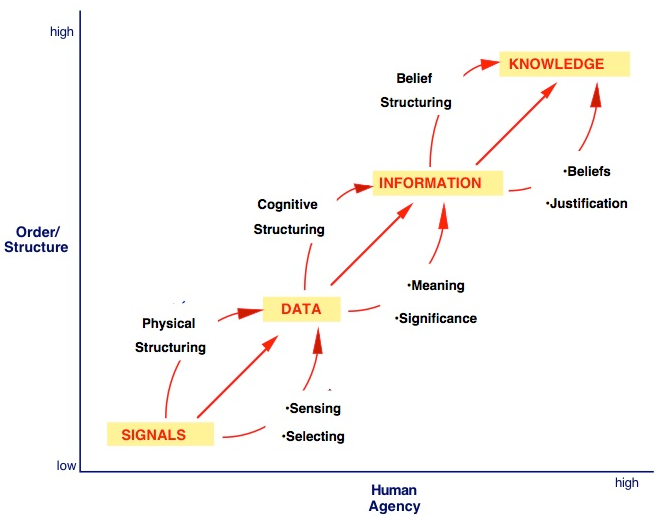 high
KNOWLEDGE
Belief
Structuring
•Beliefs
•Justification
INFORMATION
Cognitive
Structuring
Order/
Structure
•Meaning
•Significance
DATA
Physical
Structuring
•Sensing
•Selecting
SIGNALS
low
high
Human
Agency